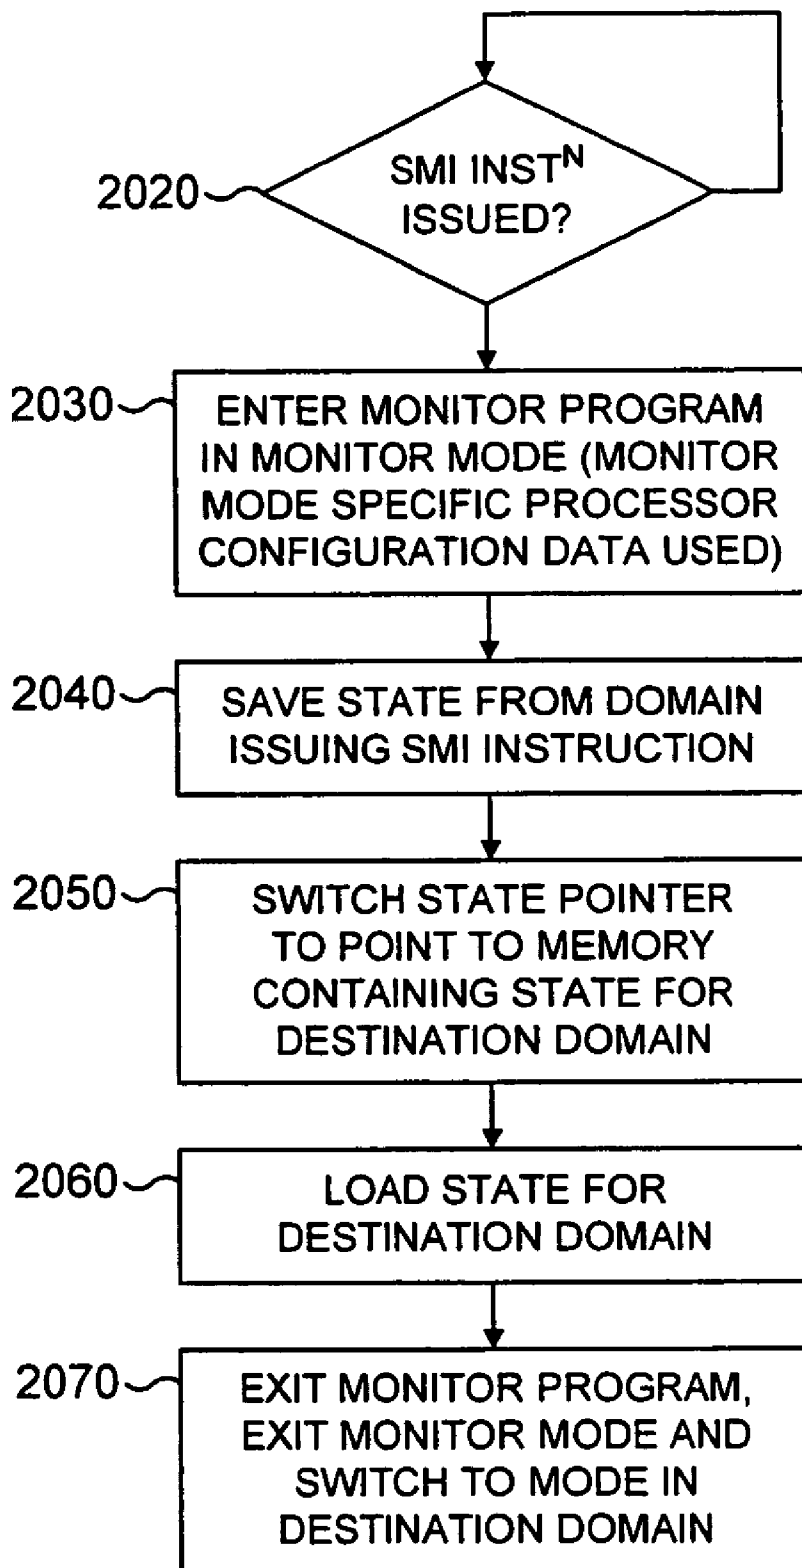 2020
SMI INST^N
ISSUED?
2030
ENTER MONITOR PROGRAM
IN MONITOR MODE (MONITOR
MODE SPECIFIC PROCESSOR
CONFIGURATION DATA USED)
2040
SAVE STATE FROM DOMAIN
ISSUING SMI INSTRUCTION
2050
SWITCH STATE POINTER
TO POINT TO MEMORY
CONTAINING STATE FOR
DESTINATION DOMAIN
2060
LOAD STATE FOR
DESTINATION DOMAIN
2070
EXIT MONITOR PROGRAM,
EXIT MONITOR MODE AND
SWITCH TO MODE IN
DESTINATION DOMAIN